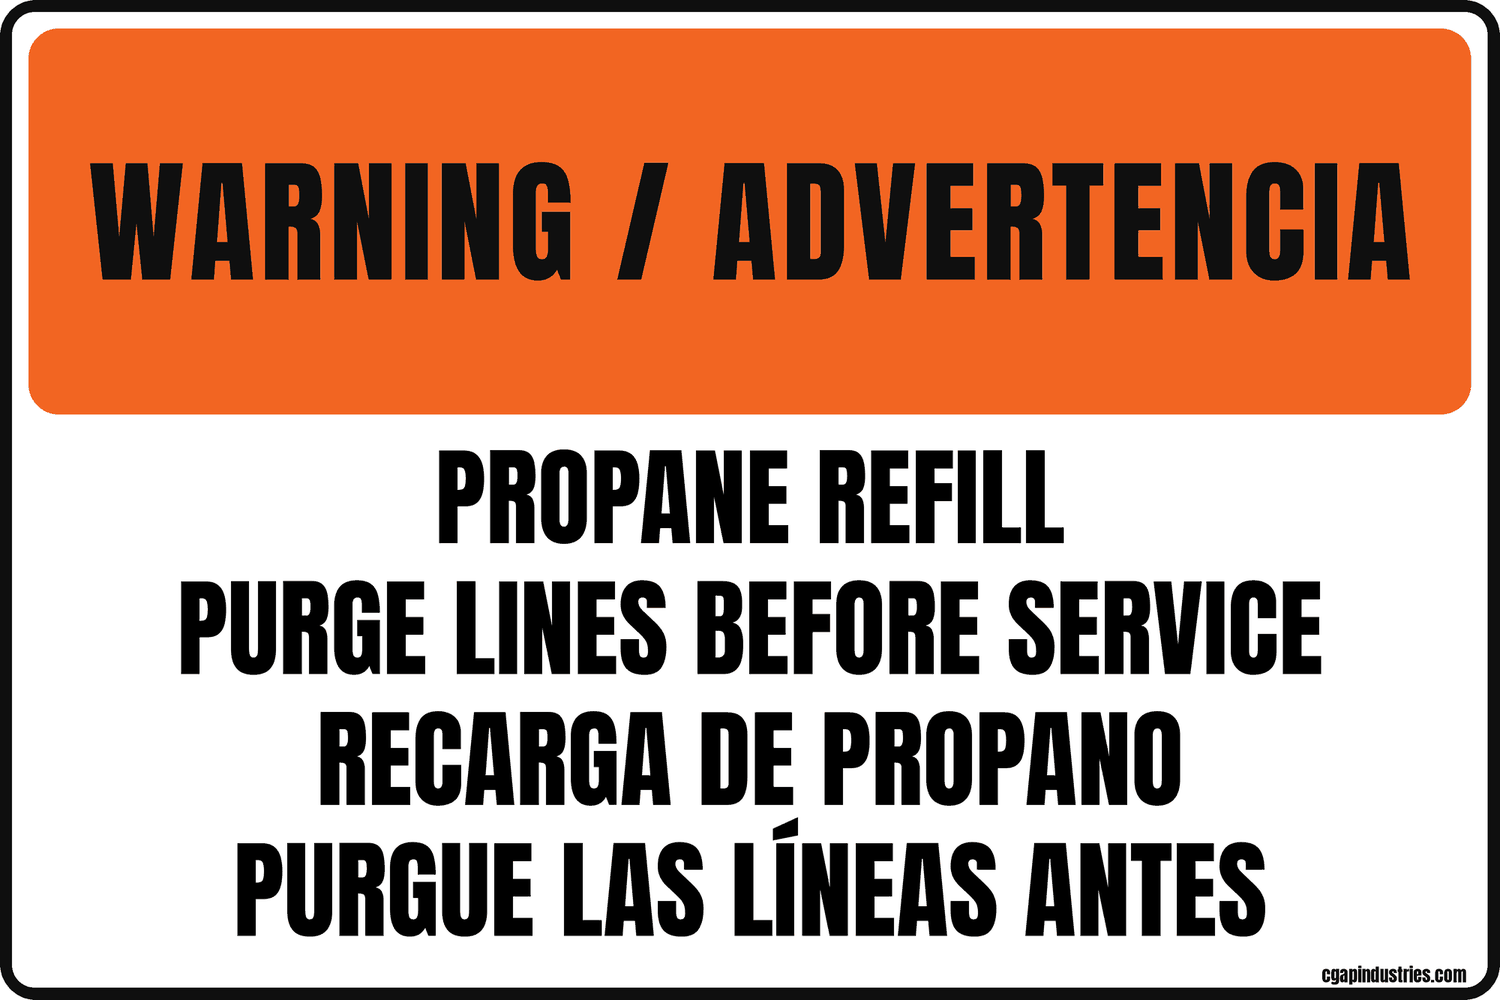 WARNING / ADVERTENCIA
PROPANE REFILL
PURGE LINES BEFORE SERVICE
RECARGA DE PROPANO
PURGUE LAS LÍNEAS ANTES
cgapindustries.com